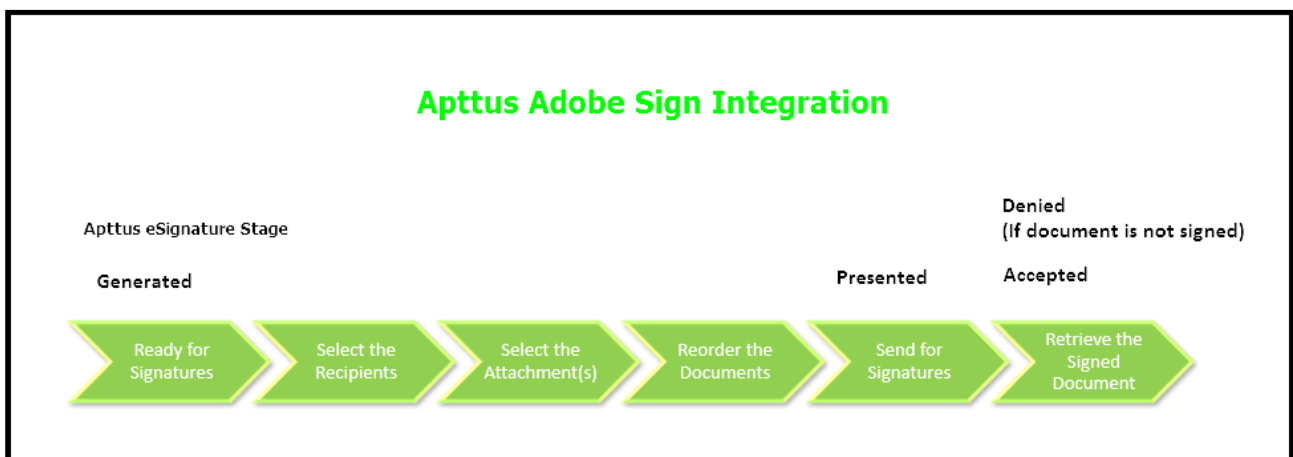 Apttus Adobe Sign Integration
Denied
Apttus eSignature Stage
(If document is not signed)
Generated
Presented
Accepted
Ready for
Signatures
Select the
Recipients
Select the
Attachment(s)
Reorder the
Documents
Send for
Signatures
Retrieve the
Signed
Document